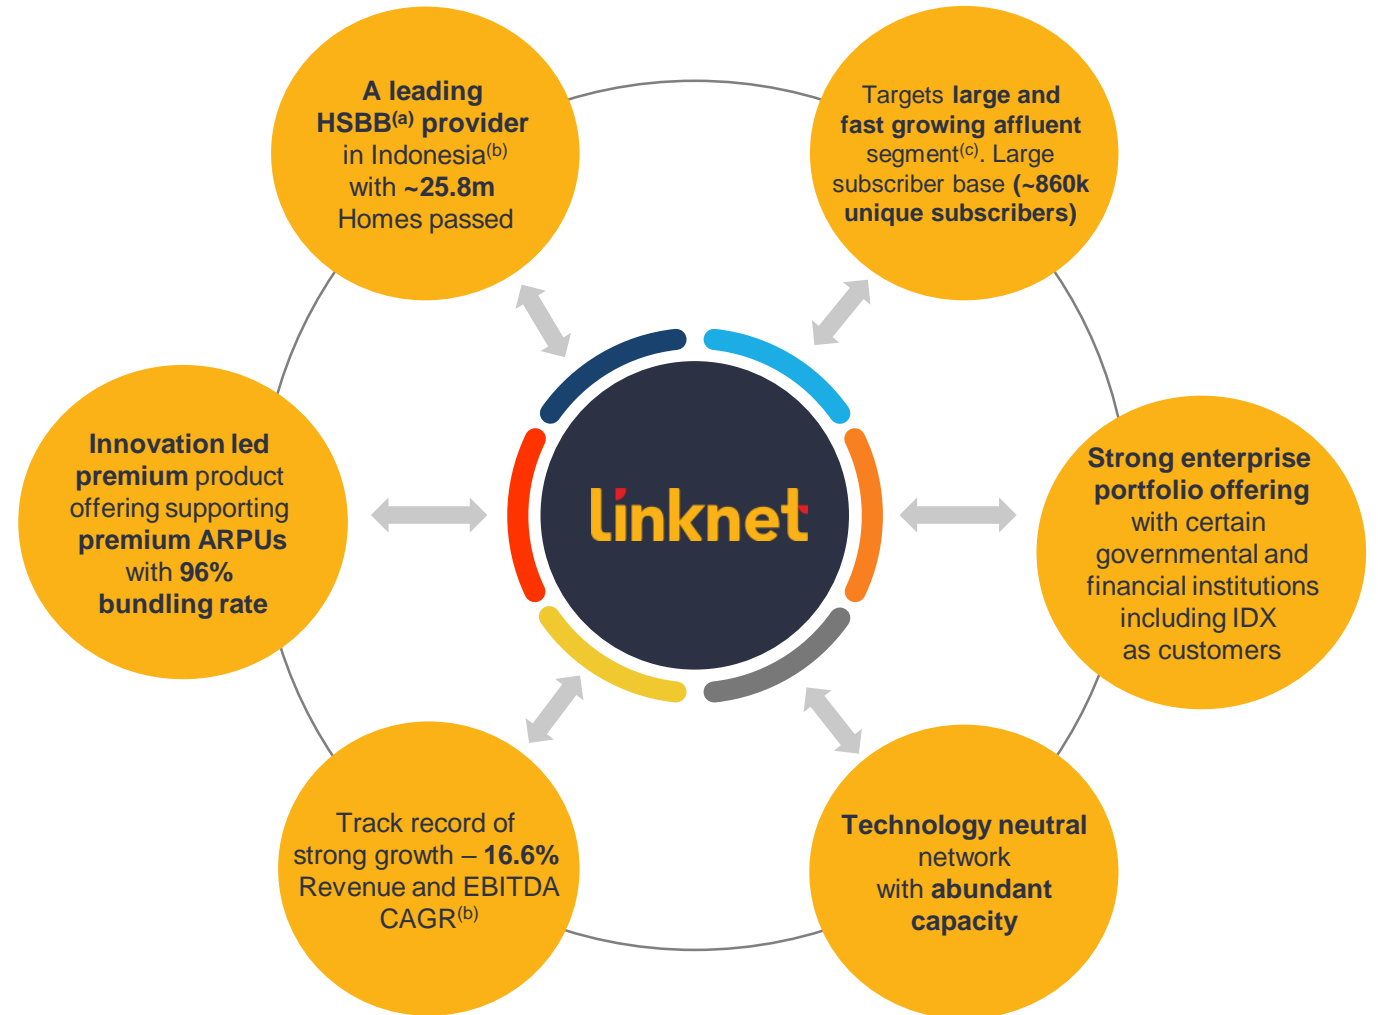 A leading
HSBB(a) provider
in Indonesia(b)
with ~25.8m
Homes passed
Targets large and
fast growing affluent
segment(c). Large
subscriber base (~860k
unique subscribers)
Innovation led
premium product
offering supporting
premium ARPUs
with 96%
bundling rate
linknet
Strong enterprise
portfolio offering
with certain
governmental and
financial institutions
including IDX
as customers
Track record of
strong growth – 16.6%
Revenue and EBITDA
CAGR(b)
Technology neutral
network
with abundant
capacity